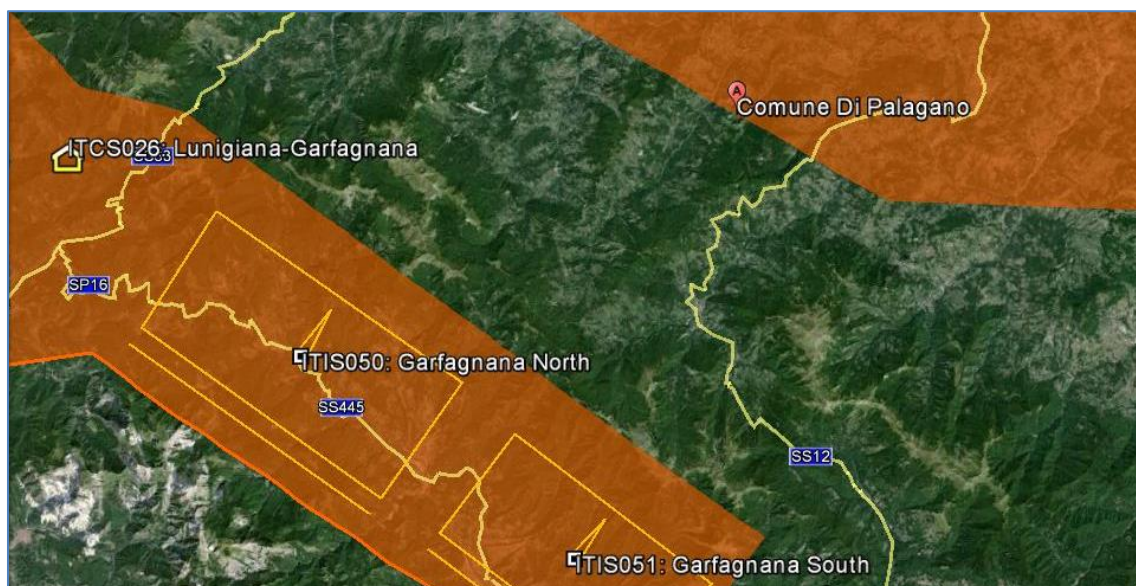 A
Comune Di Palagano
ITCS026: Lunigiana-Garfagnana
SP16
ITIS050: Garfagnana North
SS445
SS12
ITIS051: Garfagnana South